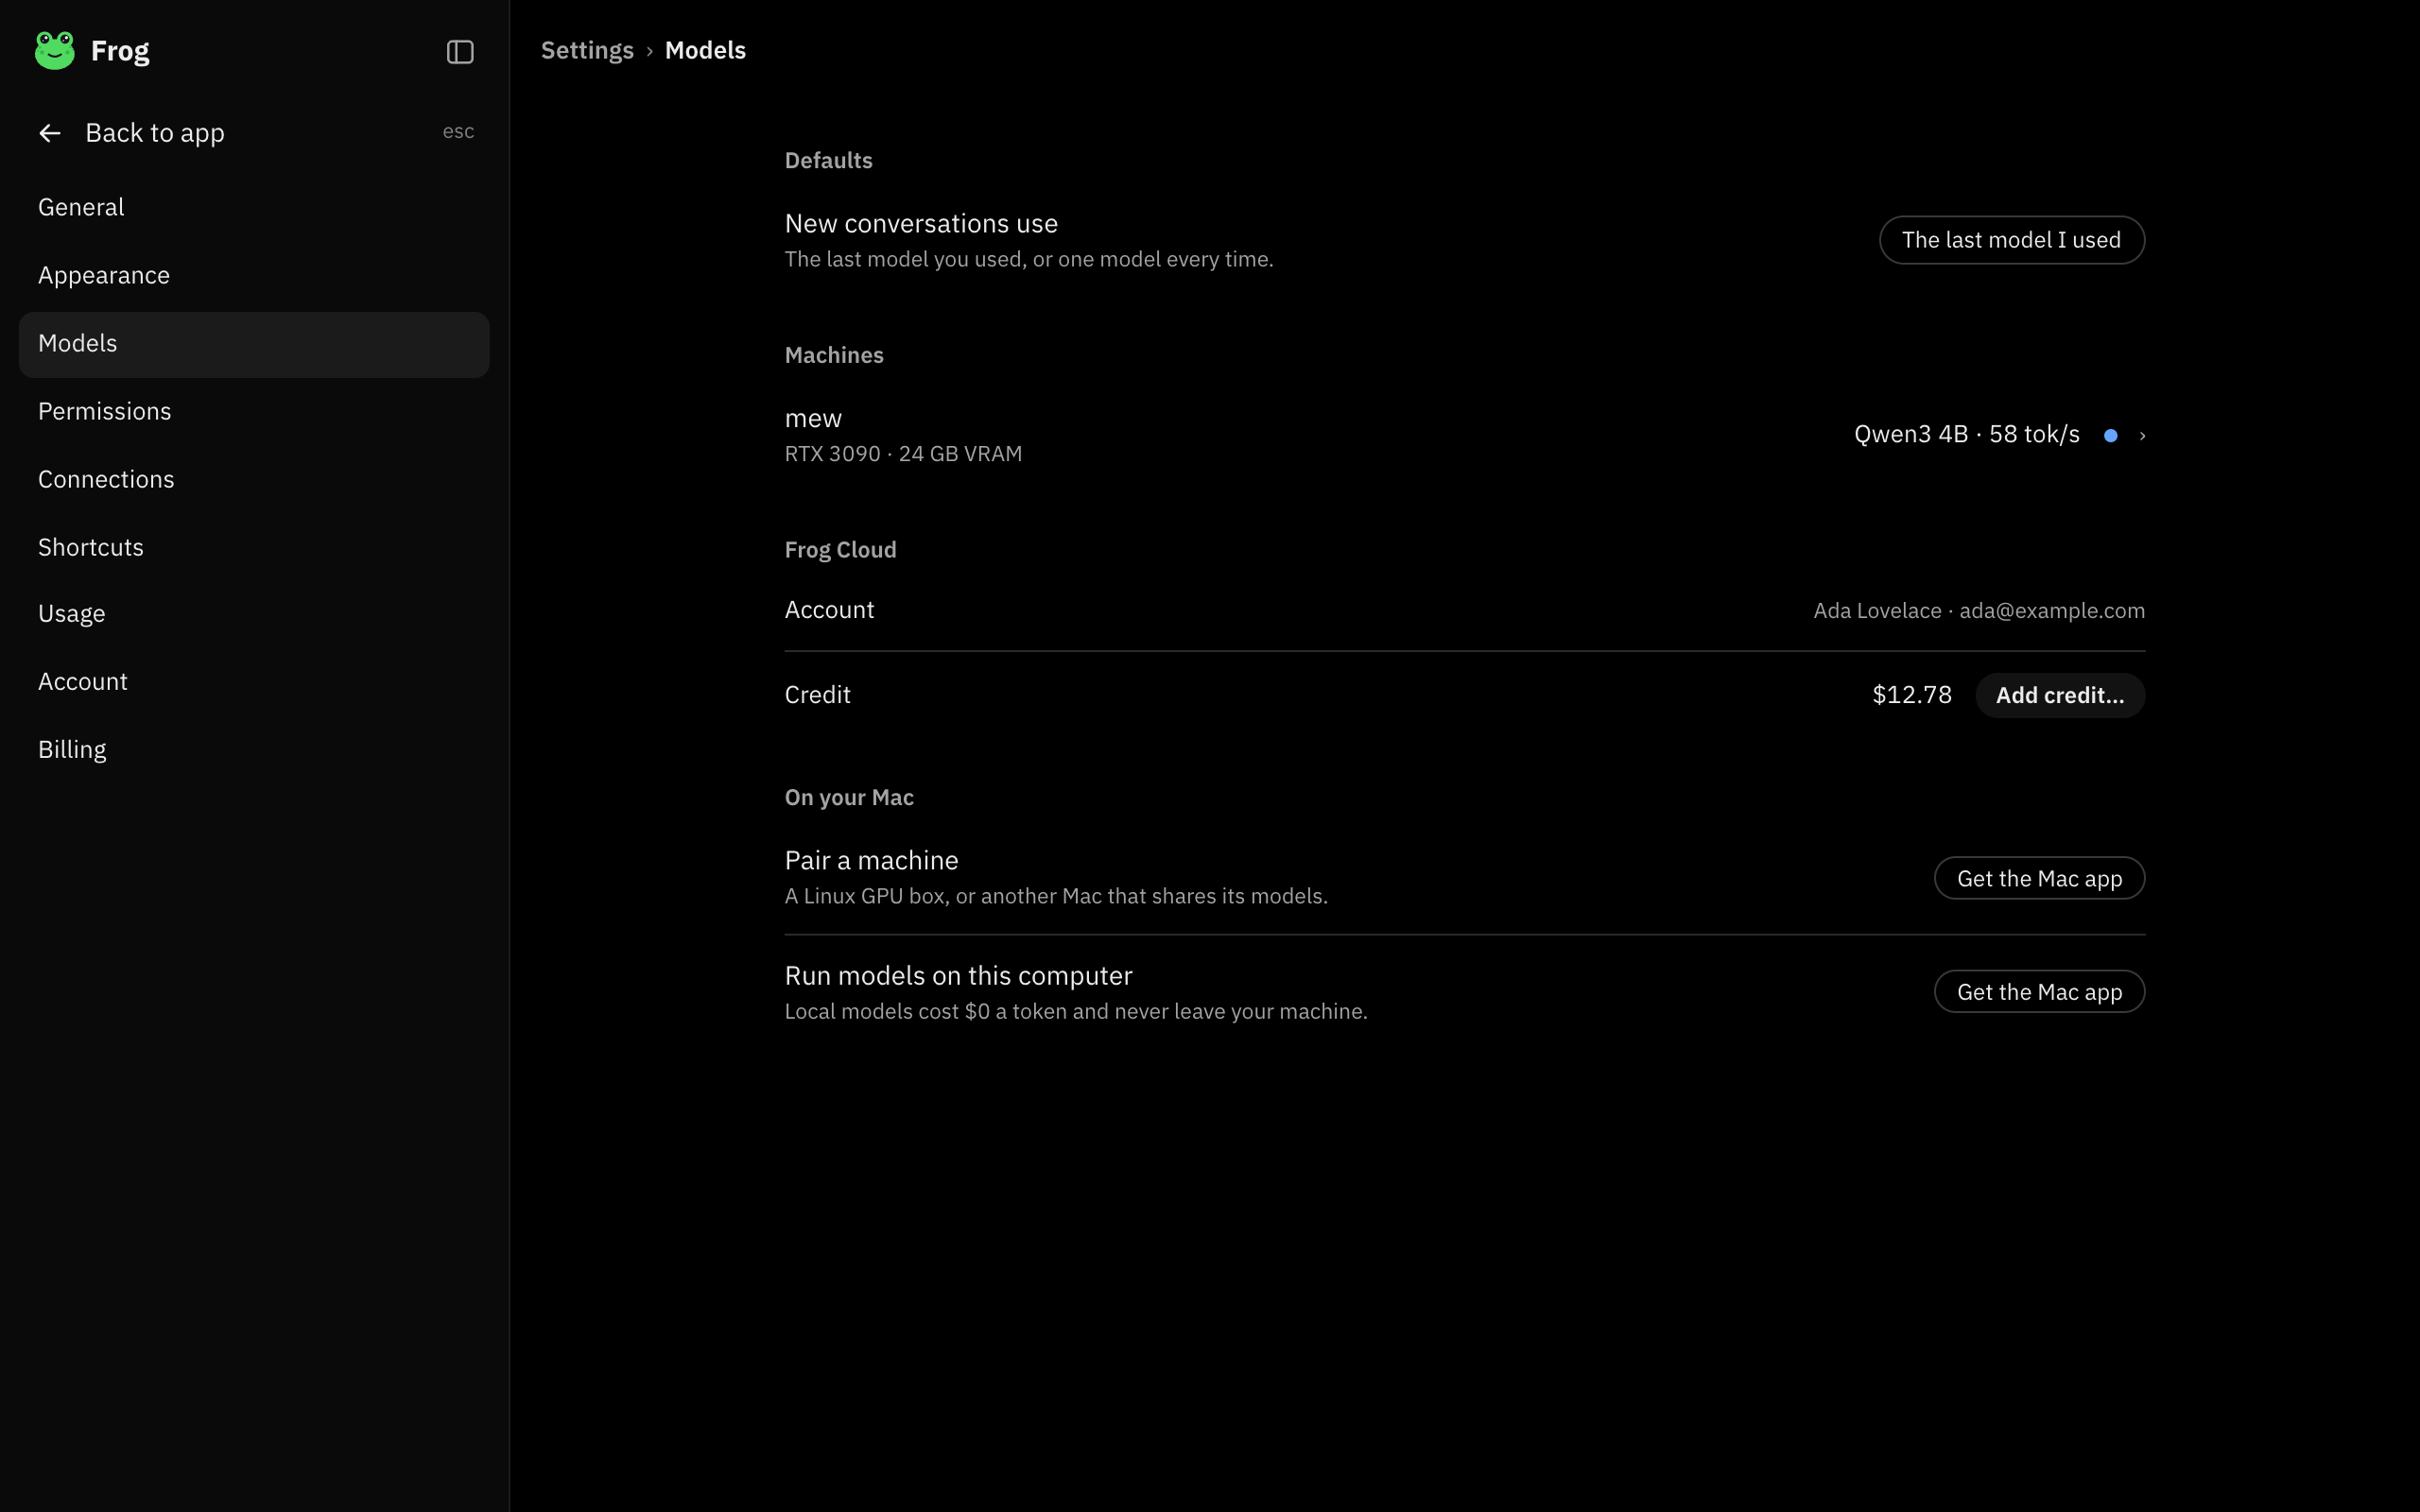 Frog
Back to app
esc
General
Appearance
Models
Permissions
Connections
Shortcuts
Usage
Account
Billing
Settings › Models
Defaults
New conversations use
The last model you used, or one model every time.
The last model I used
Machines
mew
RTX 3090 · 24 GB VRAM
Qwen3 4B · 58 tok/s
Frog Cloud
Account
Ada Lovelace · ada@example.com
Credit
$12.78
Add credit...
On your Mac
Pair a machine
A Linux GPU box, or another Mac that shares its models.
Get the Mac app
Run models on this computer
Local models cost $0 a token and never leave your machine.
Get the Mac app